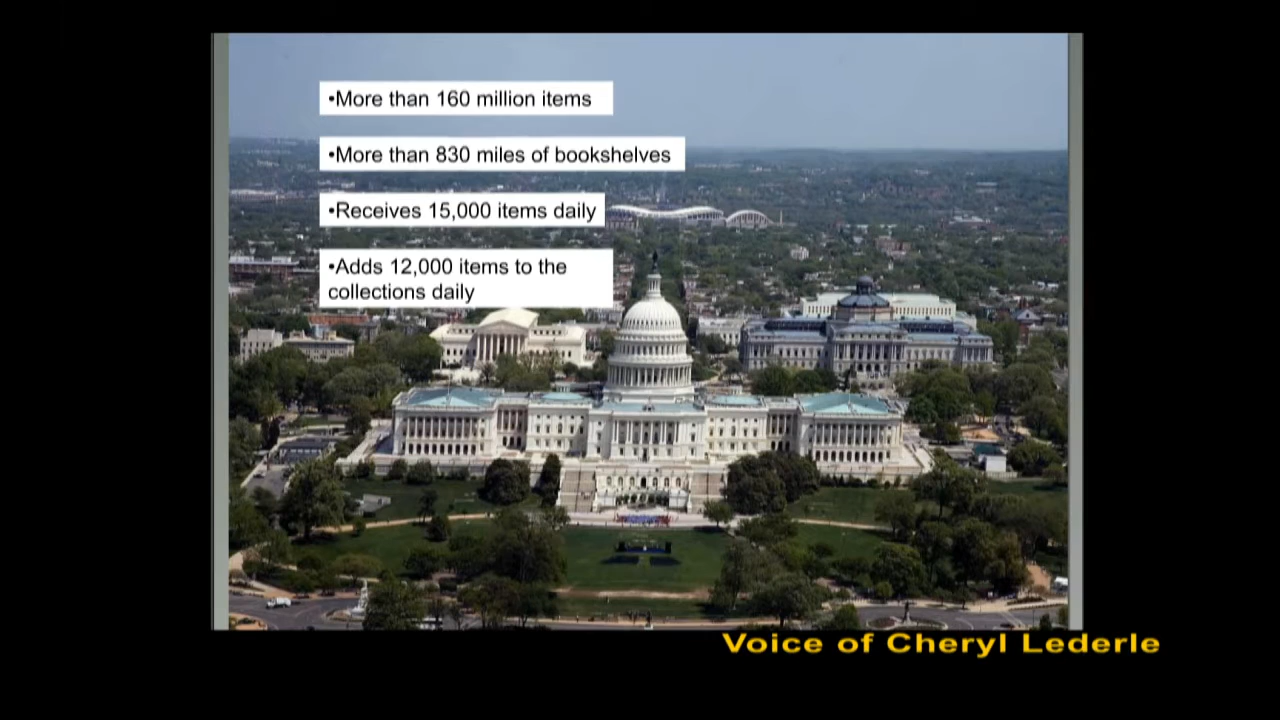 •More than 160 million items
•More than 830 miles of bookshelves
•Receives 15,000 items daily
•Adds 12,000 items to the
collections daily
Voice of Cheryl Lederle